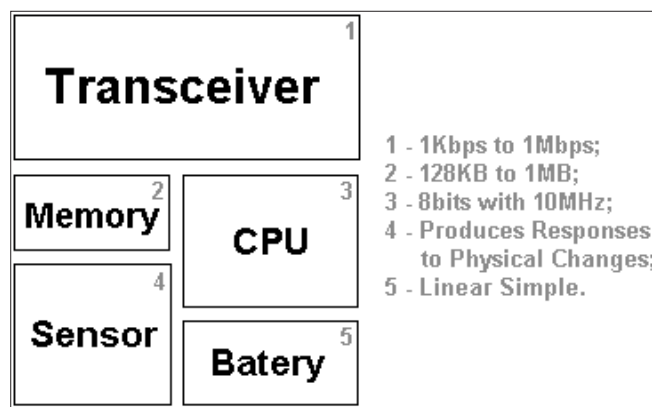 1
Transceiver
2
Memory
3
CPU
4
Sensor
5
Batery
1 - 1Kbps to 1Mbps;
2 - 128KB to 1MB;
3 - 8bits with 10MHz;
4 - Produces Responses
to Physical Changes;
5 - Linear Simple.